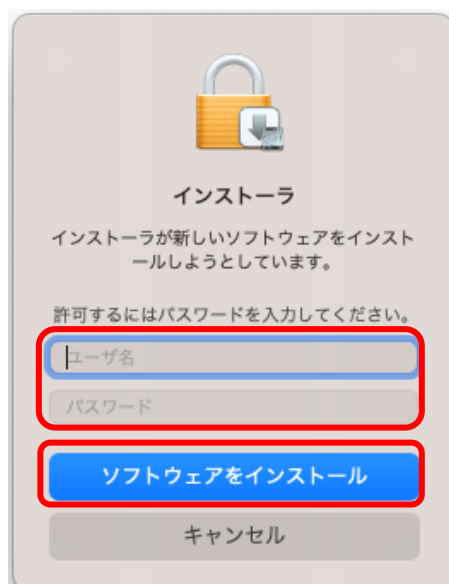 インストーラ
インストーラが新しいソフトウェアをインスト
ールしようとしています。
許可するにはパスワードを入力してください。
ユーザ名
パスワード
ソフトウェアをインストール
キャンセル